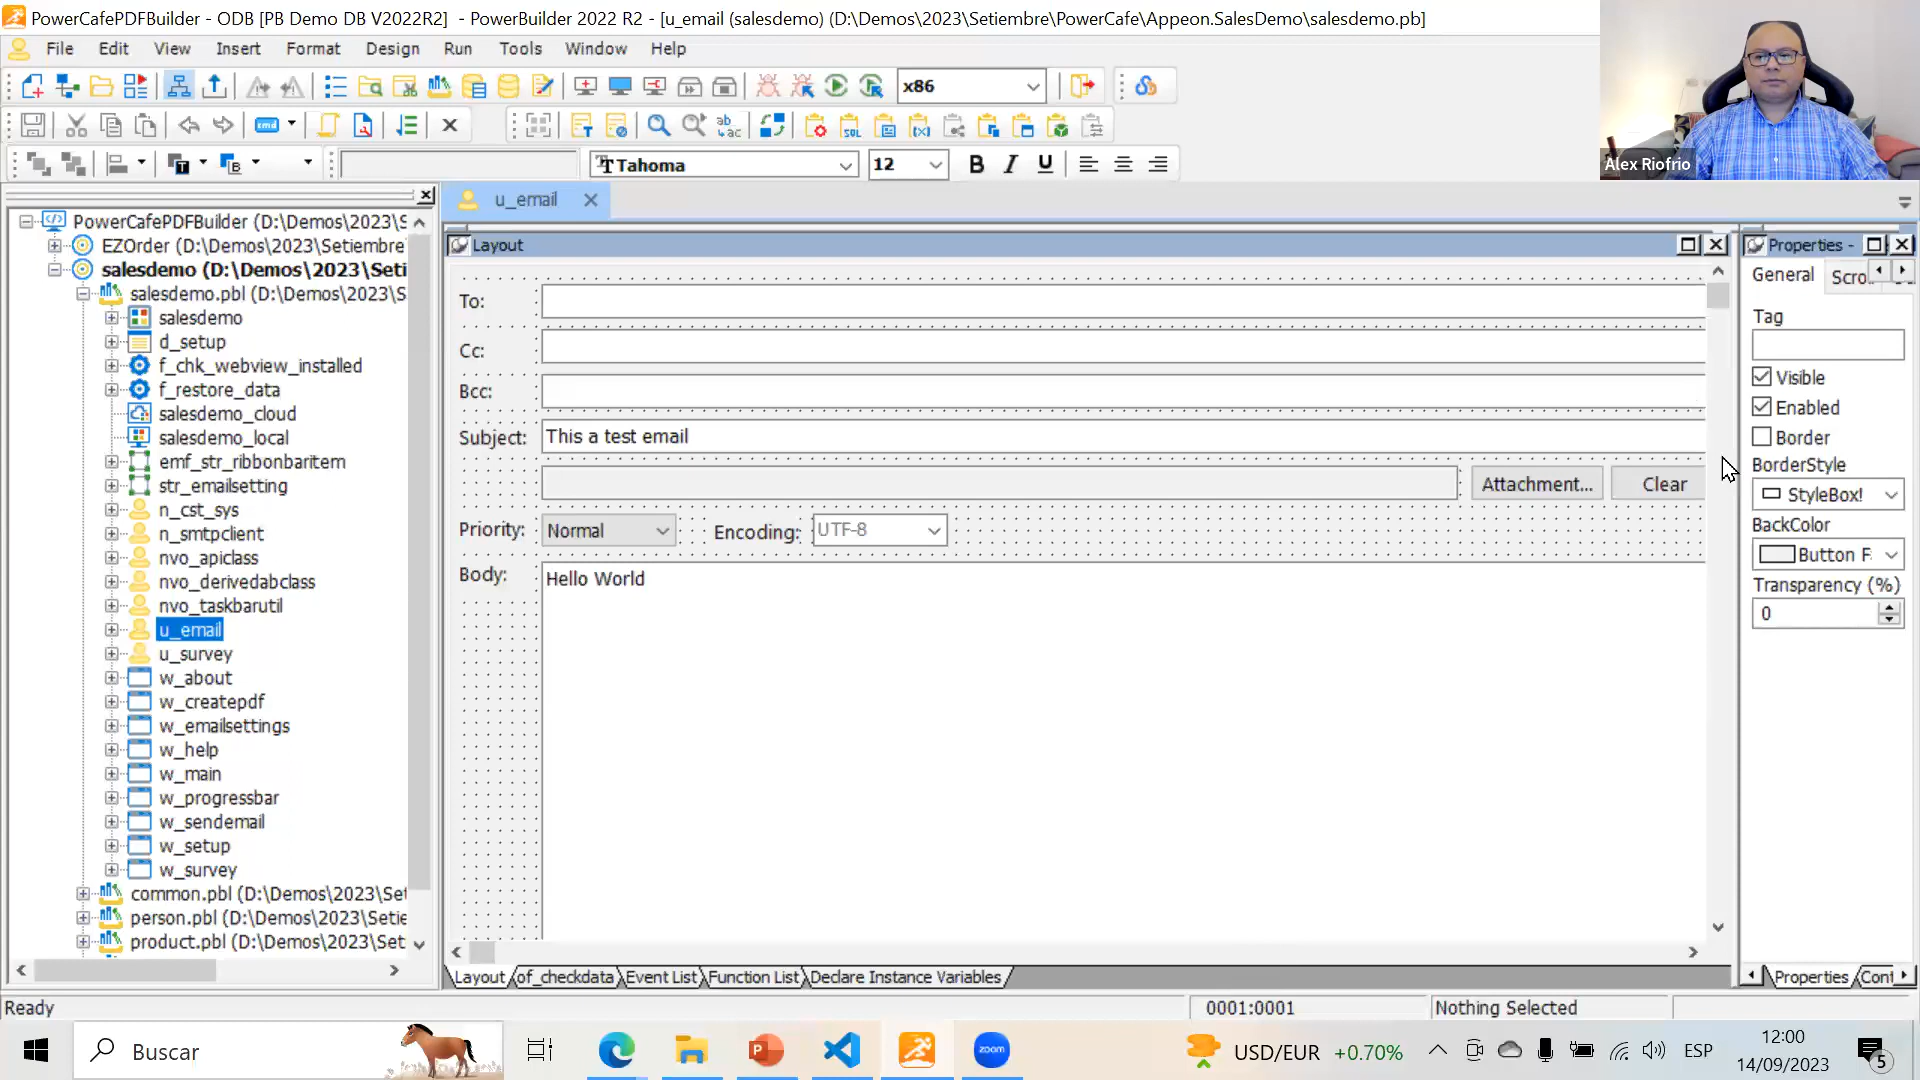 PowerCafePDFBuilder - ODB [PB Demo DB V2022R2]  - PowerBuilder 2022 R2 - [u_email (salesdemo) (D:\Demos\2023\Setiembre\PowerCafe\Appeon.SalesDemo\salesdemo.pb]
File Edit View Insert Format Design Run Tools Window Help
x86
cmd
Tahoma 12 B I U
Alex Riofrio
u_email
PowerCafePDFBuilder (D:\Demos\2023\S
EZOrder (D:\Demos\2023\Setiembre
salesdemo (D:\Demos\2023\Seti
salesdemo.pbl (D:\Demos\2023\S
salesdemo
d_setup
f_chk_webview_installed
f_restore_data
salesdemo_cloud
salesdemo_local
emf_str_ribbonbaritem
str_emailsetting
n_cst_sys
n_smtpclient
nvo_apiclass
nvo_derivedabclass
nvo_taskbarutil
u_email
u_survey
w_about
w_createpdf
w_emailsettings
w_help
w_main
w_progressbar
w_sendemail
w_setup
w_survey
common.pbl (D:\Demos\2023\Set
person.pbl (D:\Demos\2023\Setie
product.pbl (D:\Demos\2023\Set
Layout
To:
Cc:
Bcc:
Subject: This a test email
Attachment... Clear
Priority: Normal Encoding: UTF-8
Body: Hello World
Layout of_checkdata Event List Function List Declare Instance Variables
Properties -
General Scro
Tag
Visible
Enabled
Border
BorderStyle
StyleBox!
BackColor
Button F
Transparency (%)
0
Properties Cont
Ready 0001:0001 Nothing Selected
Buscar zoom USD/EUR +0.70% ESP 12:00
14/09/2023 5